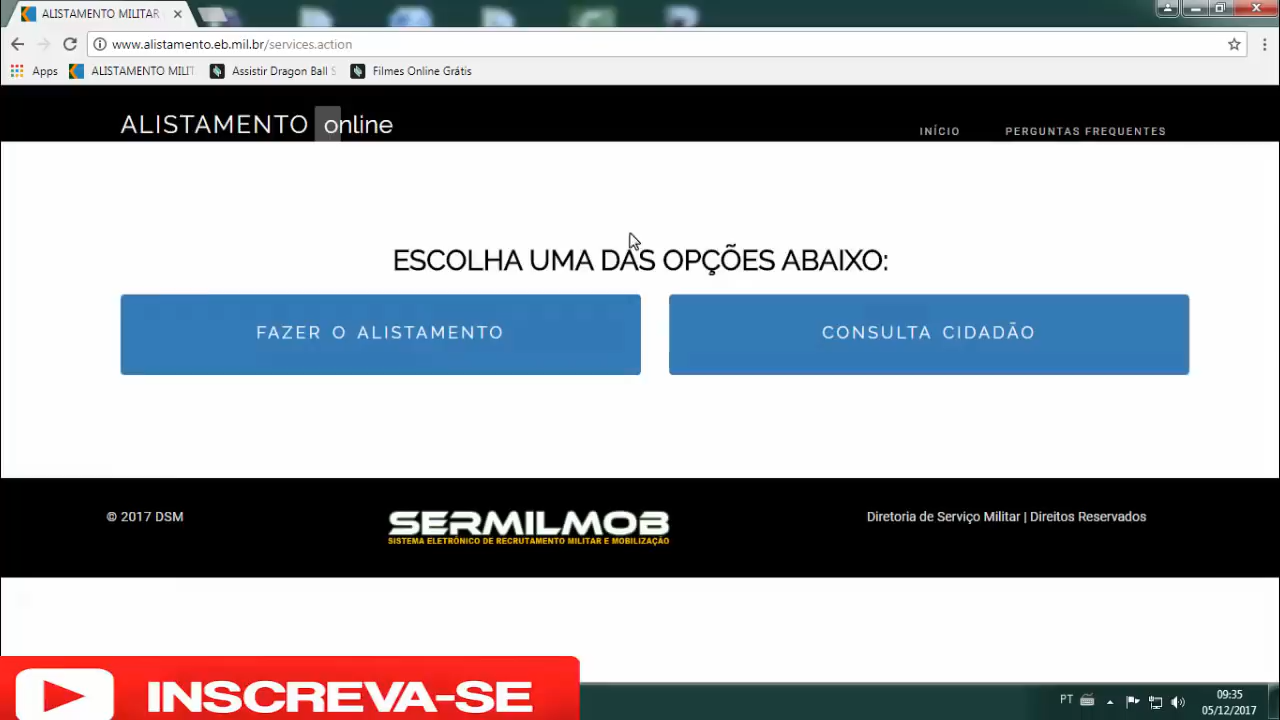 ALISTAMENTO MILITAR
www.alistamento.eb.mil.br/services.action
Apps ALISTAMENTO MILIT Assistir Dragon Ball S Filmes Online Grátis
ALISTAMENTO online
INÍCIO PERGUNTAS FREQUENTES
ESCOLHA UMA DAS OPÇÕES ABAIXO:
FAZER O ALISTAMENTO CONSULTA CIDADÃO
© 2017 DSM
SERMILMOB
SISTEMA ELETRÔNICO DE RECRUTAMENTO MILITAR E MOBILIZAÇÃO
Diretoria de Serviço Militar | Direitos Reservados
INSCREVA-SE
PT
09:35
05/12/2017